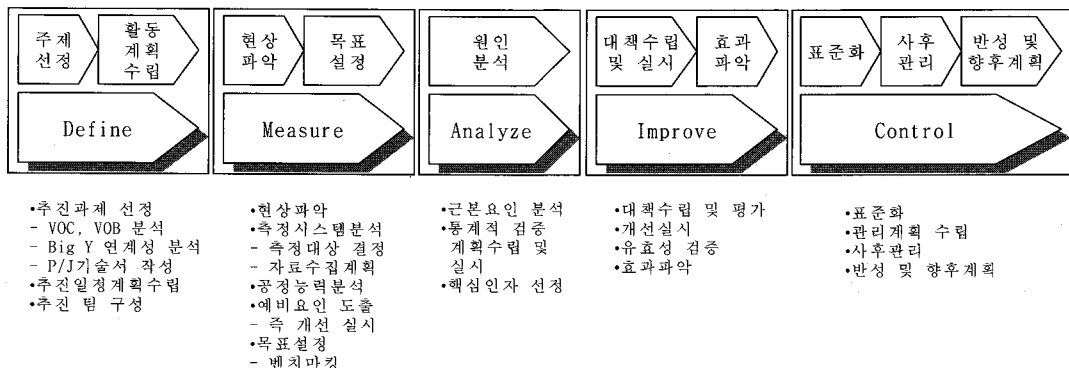 주제
선정
활동
계획
수립
Define
현상
파악
목표
설정
Measure
원인
분석
Analyze
대책수립
및 실시
효과
파악
Improve
표준화
사후
관리
반성 및
향후계획
Control
•추진과제 선정
- VOC, VOB 분석
- Big Y 연계성 분석
- P/J기술서 작성
•추진일정계획수립
•추진 팀 구성
•현상파악
•측정시스템분석
- 측정대상 결정
- 자료수집계획
•공정능력분석
•예비요인 도출
- 즉 개선 실시
•목표설정
- 벤치마킹
•근본요인 분석
•통계적 검증
계획수립 및
실시
•핵심인자 선정
•대책수립 및 평가
•개선실시
•유효성 검증
•효과파악
•표준화
•관리계획 수립
•사후관리
•반성 및 향후계획